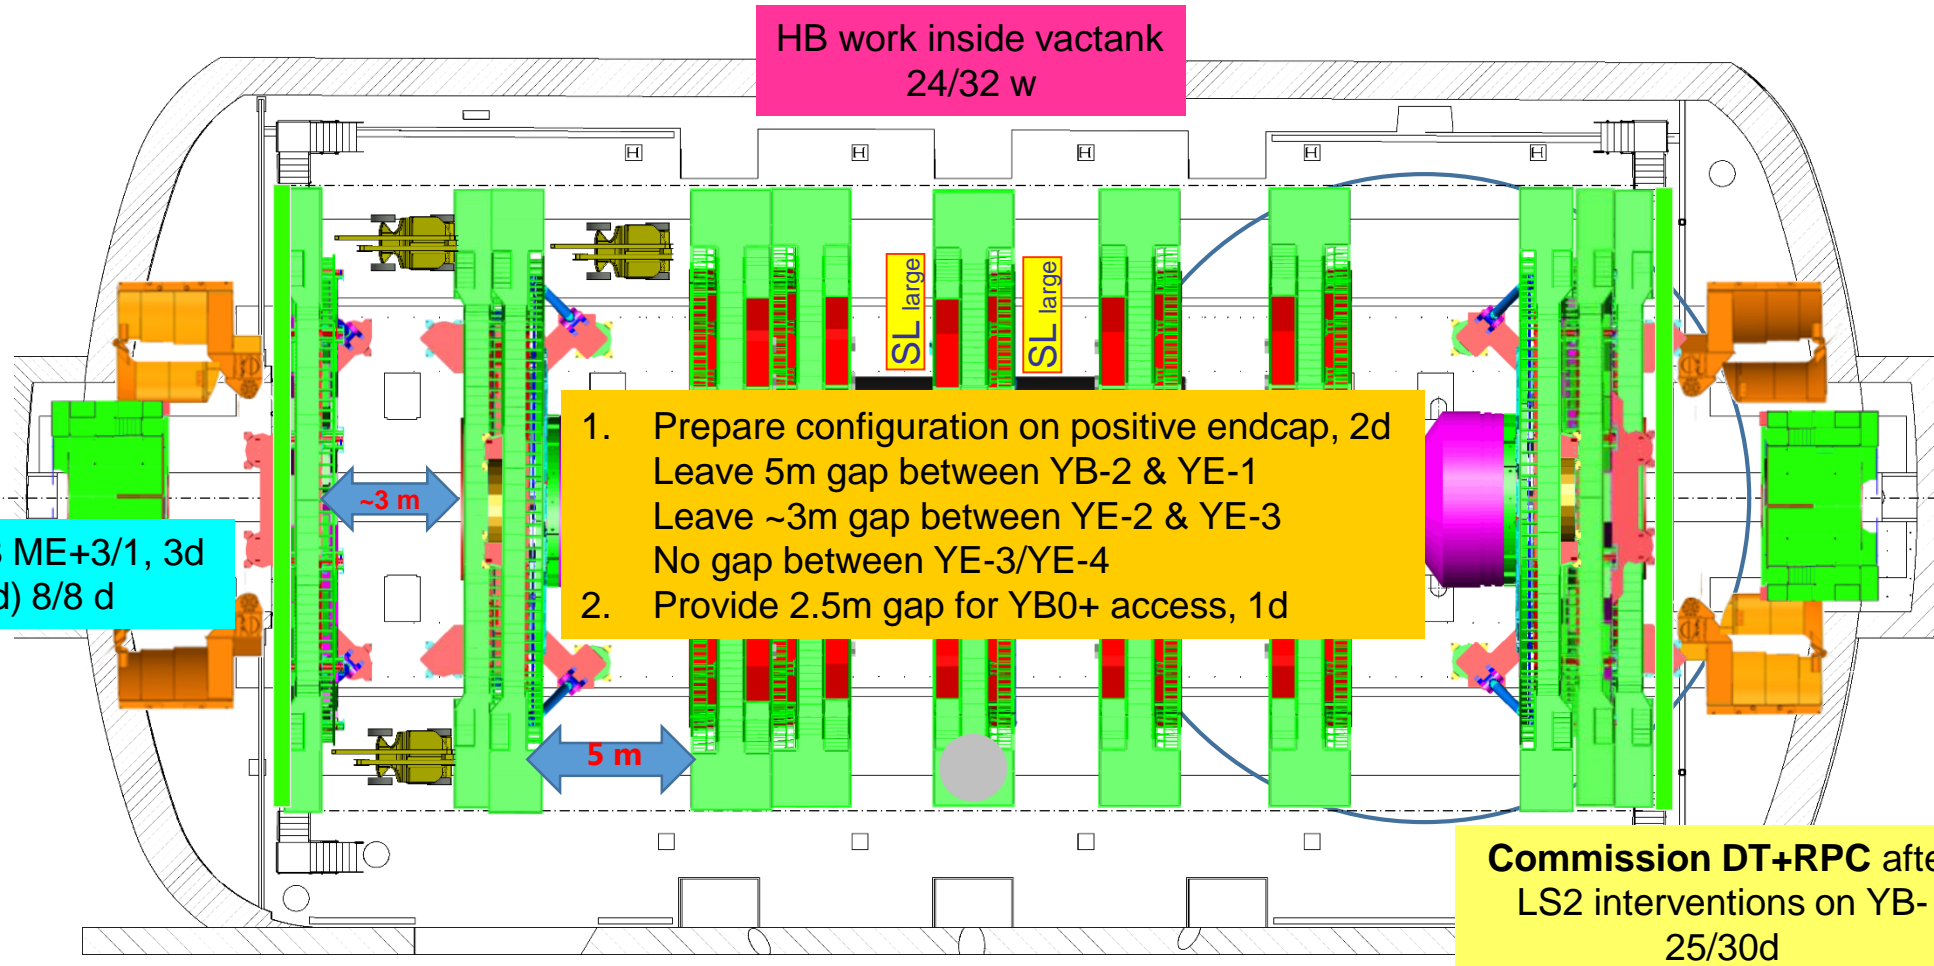 HB work inside vactank
24/32 w
H
H
H
H
H
SL large
SL large
1. Prepare configuration on positive endcap, 2d
Leave 5m gap between YB-2 & YE-1
Leave ~3m gap between YE-2 & YE-3
No gap between YE-3/YE-4
2. Provide 2.5m gap for YB0+ access, 1d
~3 m
ME+3/1, 3d
d) 8/8 d
5 m
Commission DT+RPC afte
LS2 interventions on YB-
25/30d